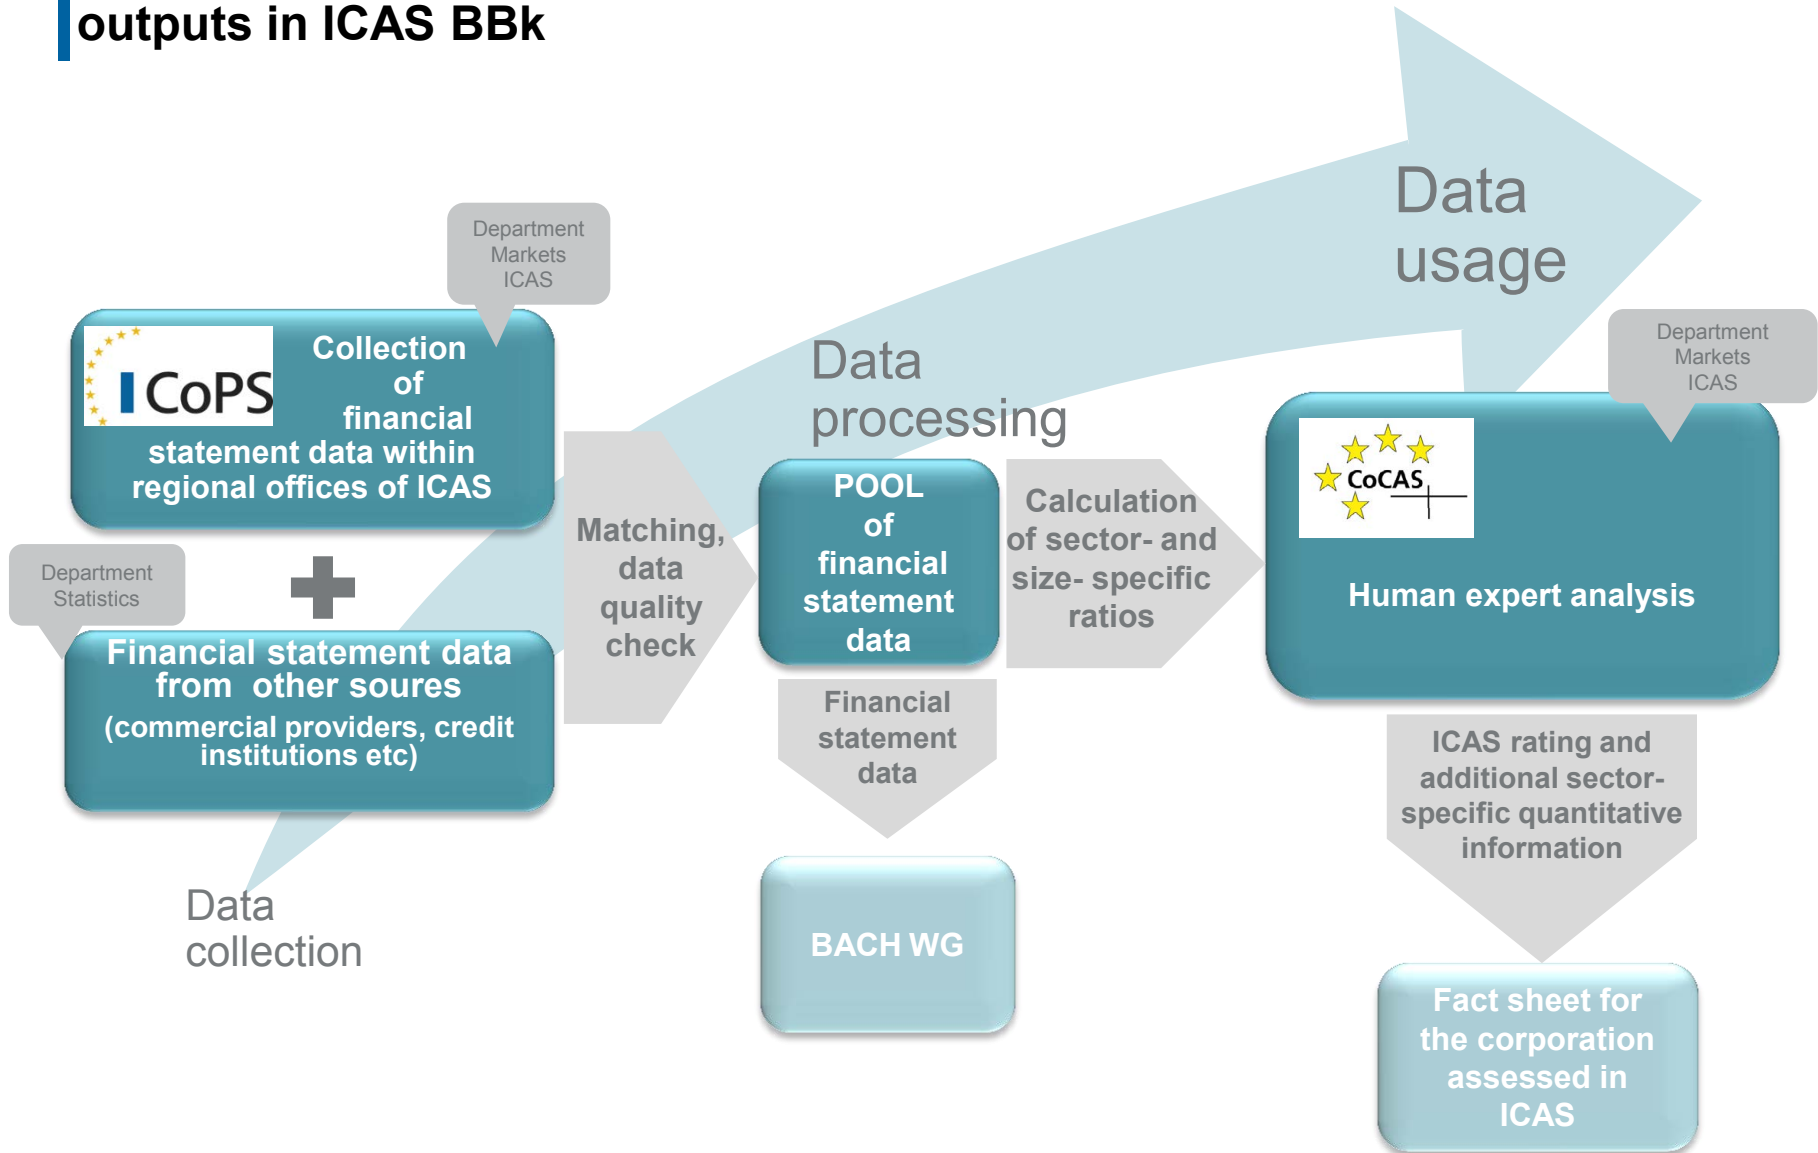 outputs in ICAS BBk
Data
usage
Department
Markets
ICAS
Department
Markets
ICAS
I CoPS
Collection
of
financial
statement data within
regional offices of ICAS
Data
processing
CoCAS
Human expert analysis
Matching,
data
quality
check
POOL
of
financial
statement
data
Calculation
of sector- and
size- specific
ratios
Department
Statistics
Financial statement data
from other soures
(commercial providers, credit
institutions etc)
Financial
statement
data
ICAS rating and
additional sector-
specific quantitative
information
Data
collection
BACH WG
Fact sheet for
the corporation
assessed in
ICAS